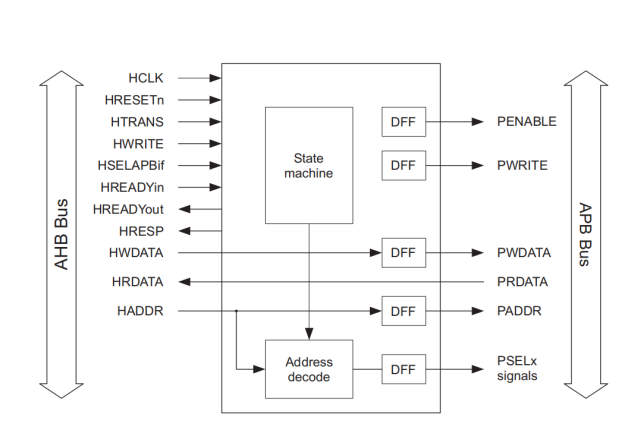 AHB Bus
HCLK
HRESETn
HTRANS
HWRITE
HSELAPBif
HREADYin
HREADYout
HRESP
HWDATA
HRDATA
HADDR
State
machine
Address
decode
DFF
DFF
DFF
DFF
DFF
PENABLE
PWRITE
PWDATA
PRDATA
PADDR
PSELx
signals
APB Bus